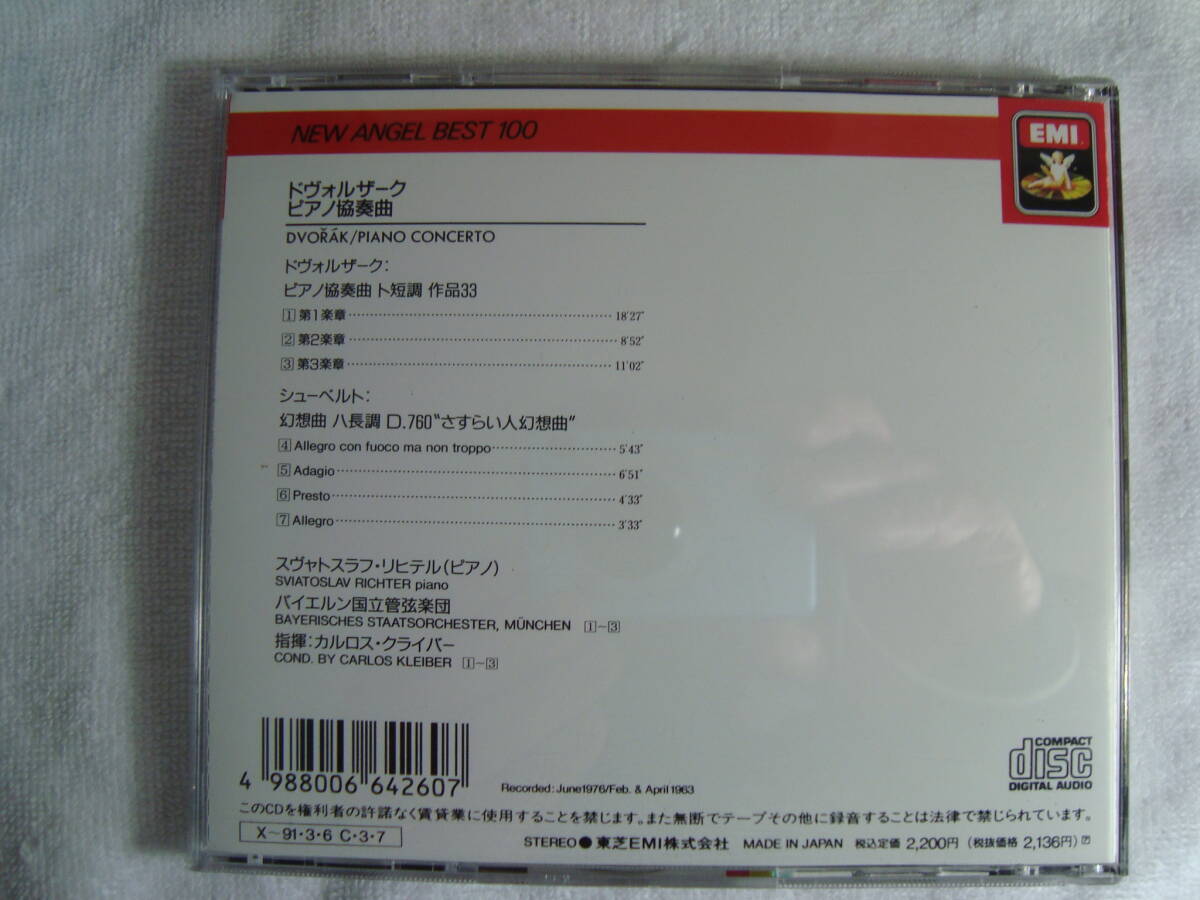 NEW ANGEL BEST 100
EMI
ドヴォルザーク
ピアノ協奏曲
DVOŘÁK/PIANO CONCERTO
ドヴォルザーク:
ピアノ協奏曲 ト短調 作品33
1 第1楽章 18'27"
2 第2楽章 8'52"
3 第3楽章 11'02"
シューベルト:
幻想曲 ハ長調 D.760"さすらい人幻想曲"
4 Allegro con fuoco ma non troppo 5'43"
5 Adagio 6'51"
6 Presto 4'33"
7 Allegro 3'33"
スヴャトスラフ・リヒテル(ピアノ)
SVIATOSLAV RICHTER piano
バイエルン国立管弦楽団
BAYERISCHES STAATSORCHESTER, MÜNCHEN 1~3
指揮:カルロス・クライバー
COND. BY CARLOS KLEIBER 1~3
4 988006 642607
Recorded: June1976/Feb. & April 1963
COMPACT
disc
DIGITAL AUDIO
このCDを権利者の許諾なく賃貸業に使用することを禁じます。また無断でテープその他に録音することは法律で禁じられています。
X~91・3・6 C・3・7
STEREO●東芝EMI株式会社 MADE IN JAPAN 税込定価 2,200円 (税抜価格 2,136円)